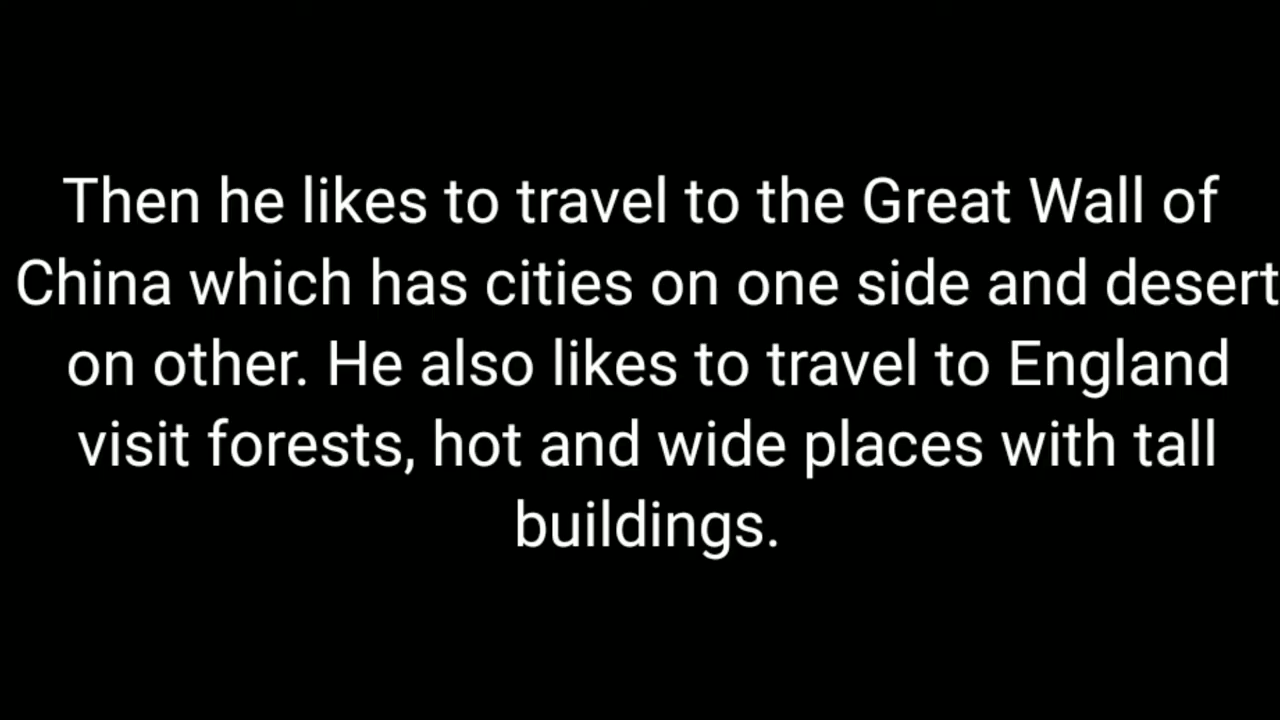 Then he likes to travel to the Great Wall of
China which has cities on one side and desert
on other. He also likes to travel to England
visit forests, hot and wide places with tall
buildings.